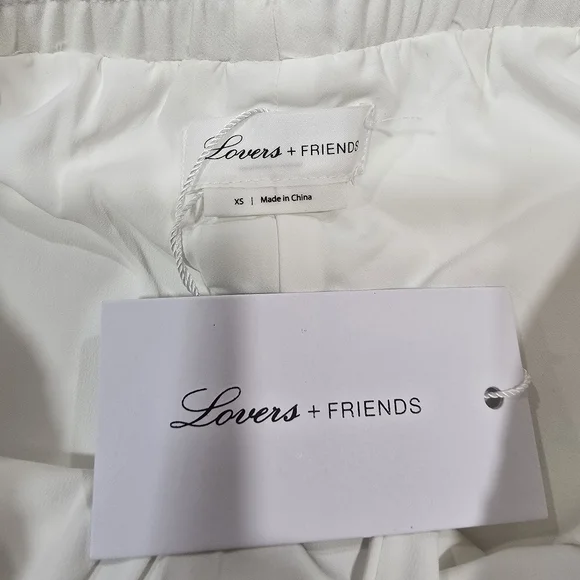 Lovers + FRIENDS
XS | Made in China
Lovers + FRIENDS